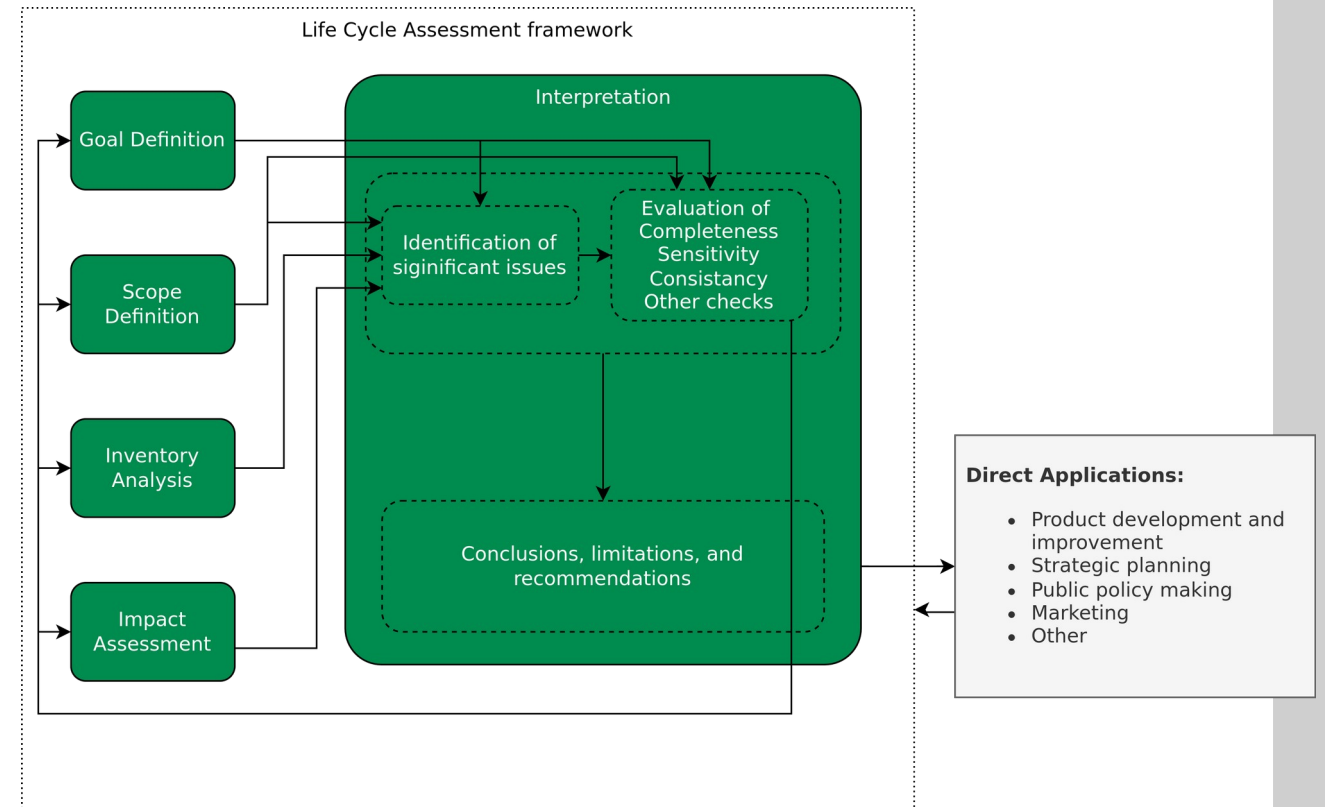 Life Cycle Assessment framework
Interpretation
Goal Definition
Identification of
siginificant issues
Evaluation of
Completeness
Sensitivity
Consistancy
Other checks
Scope
Definition
Inventory
Analysis
Impact
Assessment
Conclusions, limitations, and
recommendations
Direct Applications:
• Product development and
improvement
• Strategic planning
• Public policy making
• Marketing
• Other